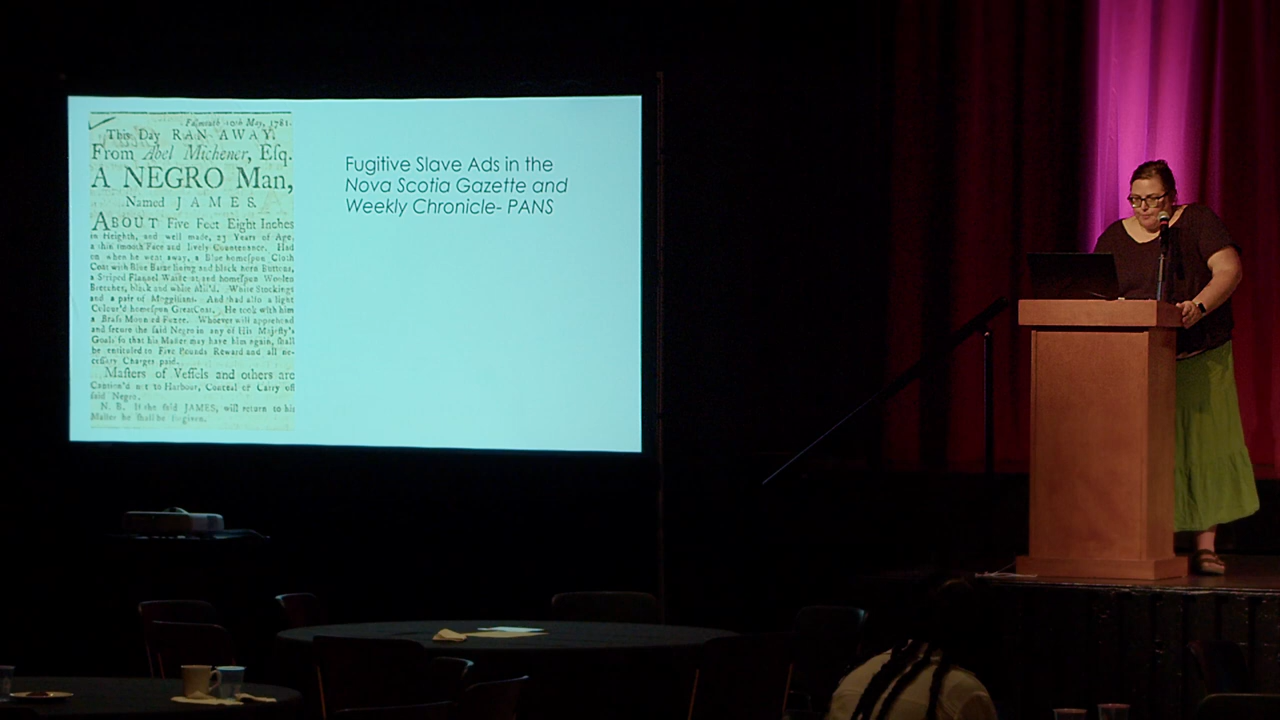 Falmouth 10th May, 1781.
This Day RAN AWAY.
From Abel Michener, Eſq.
A NEGRO Man,
Named JAMES.
ABOUT Five Feet Eight Inches
in Heighth, and well made, 23 Years of Age,
a thin ſmooth Face and lively Countenance. Had
on when he went away, a Blue homeſpun Cloth
Coat with Blue Baize lining and black horn Buttons,
a Striped Flannel Waiſtcoat and homeſpun Woolen
Breeches, black and white Mill'd. White Stockings
and a pair of Moggiſians. And had alſo a light
Colour'd homeſpun GreatCoat. He took with him
a Braſs Mounted Fuzee. Whoever will apprehend
and ſecure the ſaid Negro in any of His Majeſty's
Goals ſo that his Maſter may have him again, ſhall
be entituled to Five Pounds Reward and all ne-
ceſſary Charges paid.
Maſters of Veſſels and others are
Caution'd not to Harbour, Conceal or Carry off
ſaid Negro.
N. B. If the ſaid JAMES, will return to his
Maſter he ſhall be forgiven.
Fugitive Slave Ads in the
Nova Scotia Gazette and
Weekly Chronicle- PANS